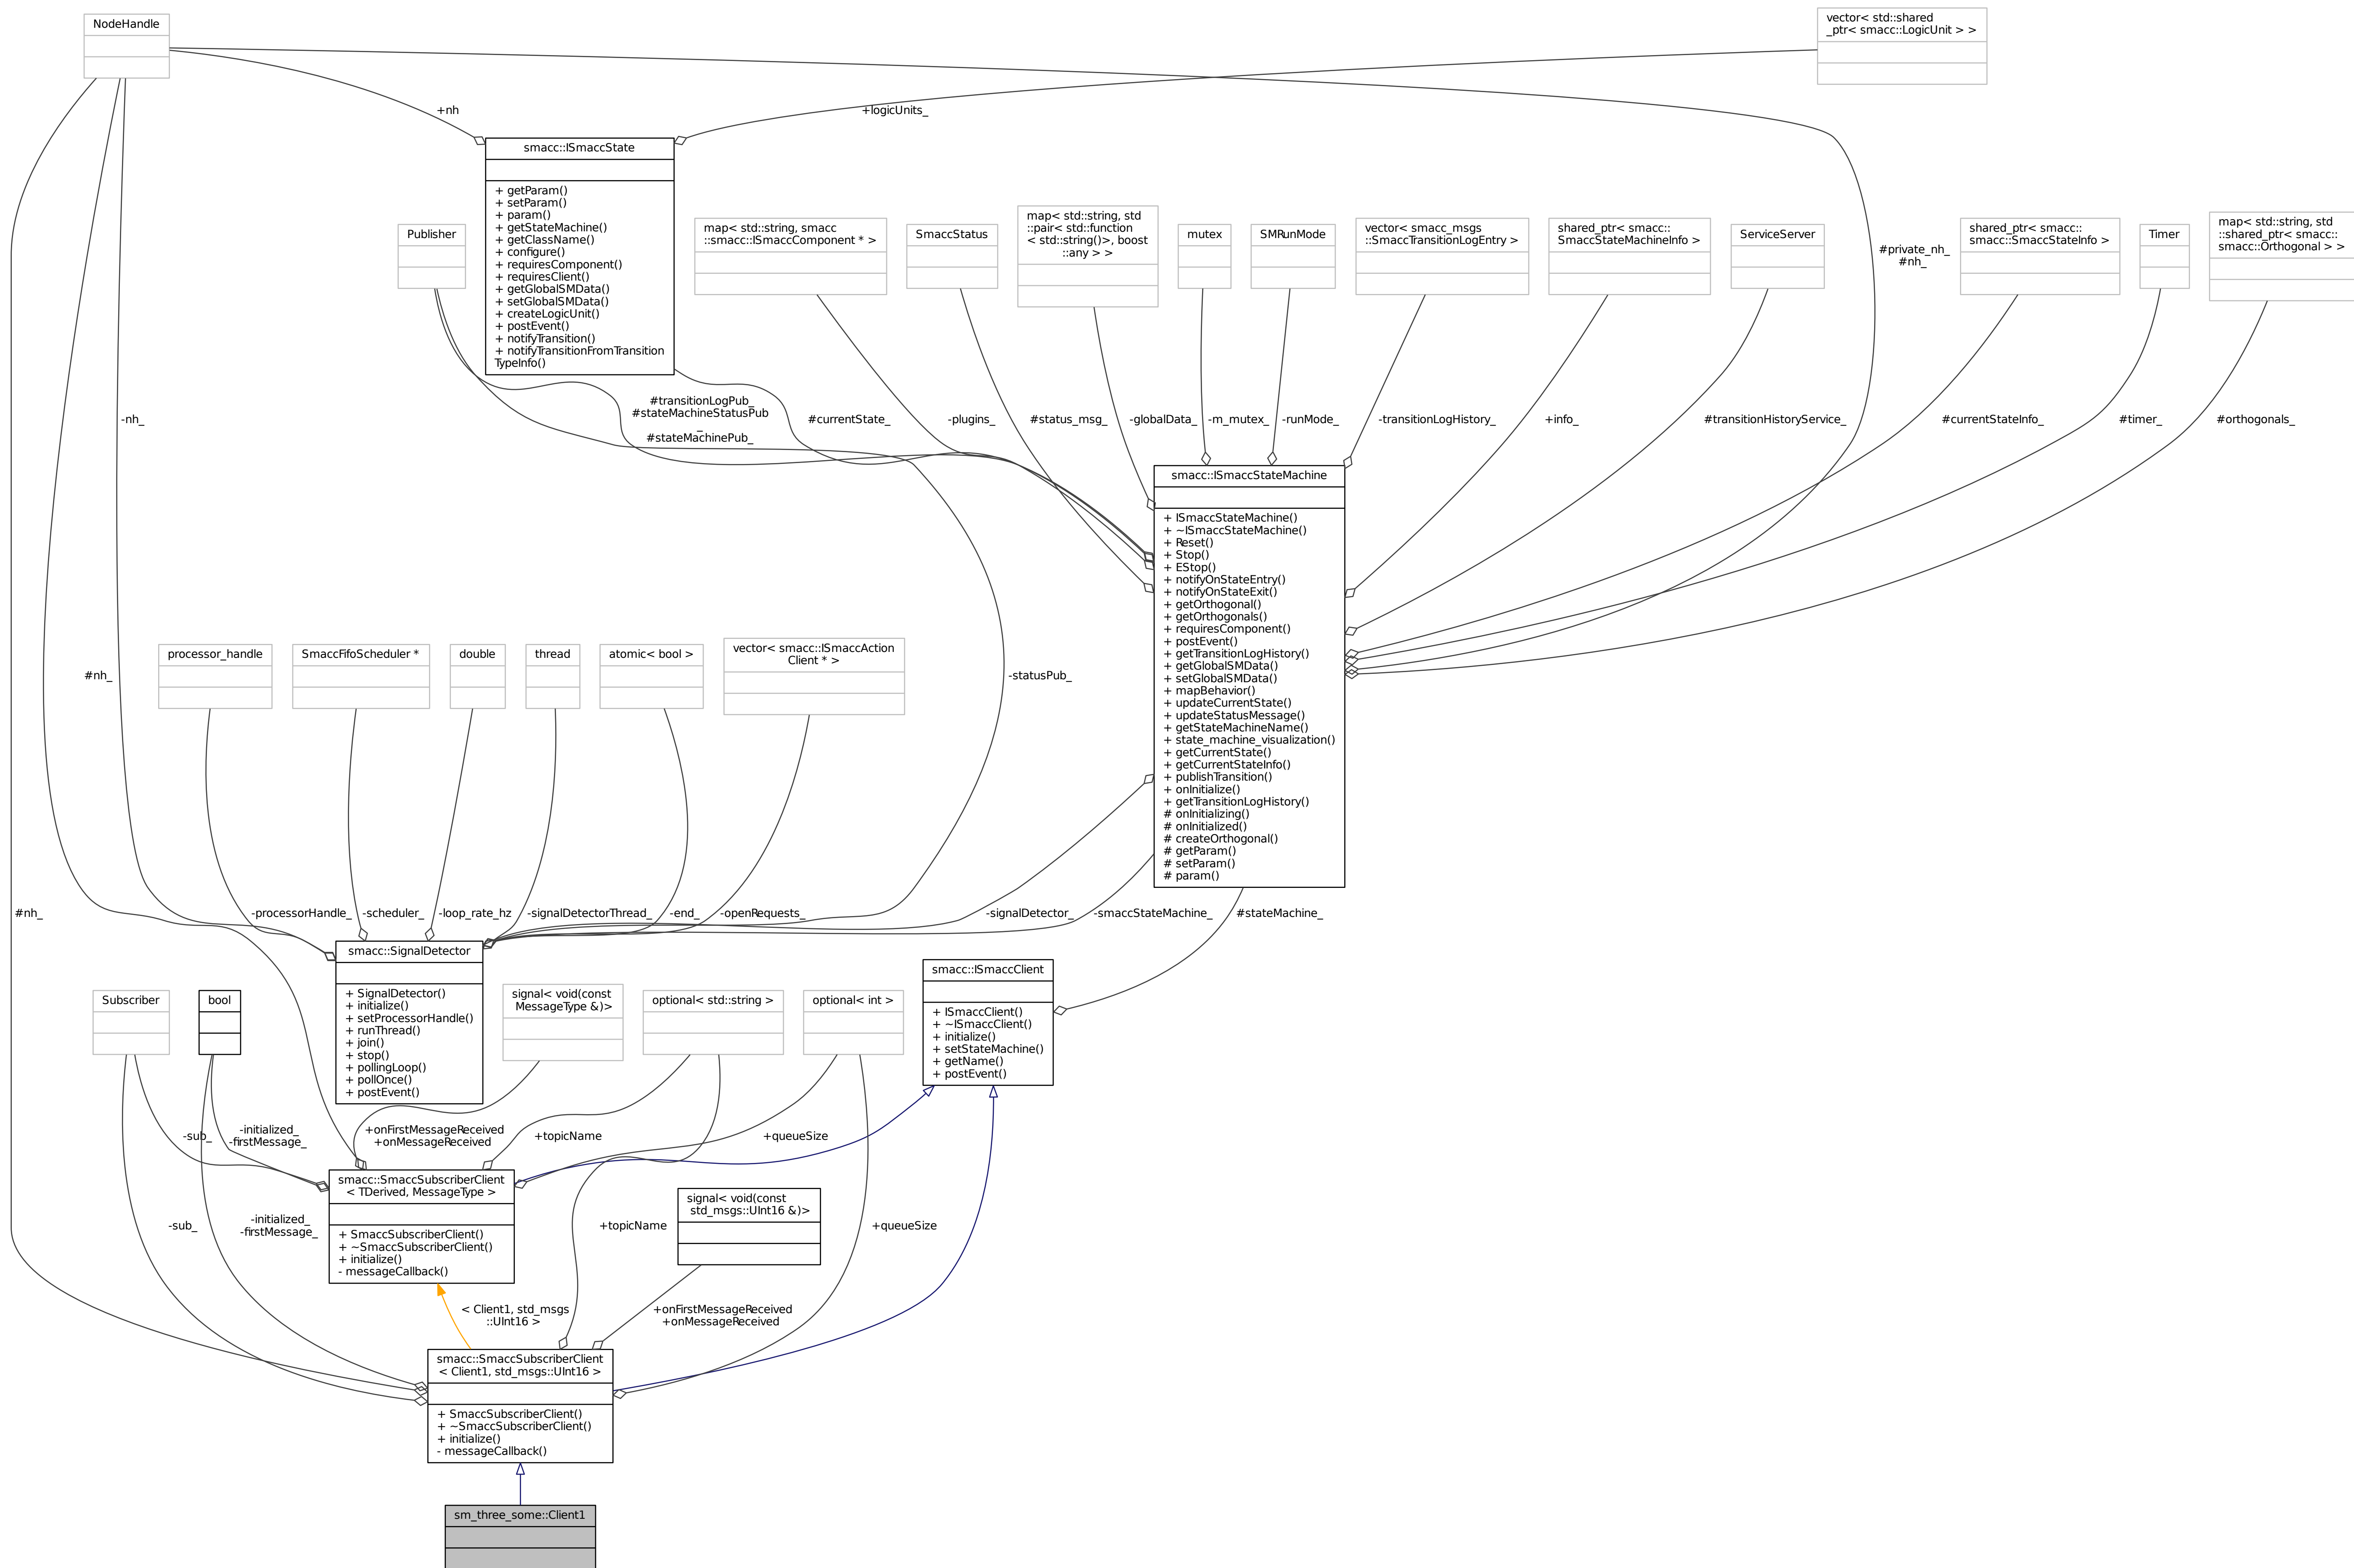 NodeHandle
vector< std::shared
_ptr< smacc::LogicUnit > >
+nh
+logicUnits_
smacc::ISmaccState
+ getParam()
+ setParam()
+ param()
+ getStateMachine()
+ getClassName()
+ configure()
+ requiresComponent()
+ requiresClient()
+ getGlobalSMData()
+ setGlobalSMData()
+ createLogicUnit()
+ postEvent()
+ notifyTransition()
+ notifyTransitionFromTransition
TypeInfo()
Publisher
map< std::string, smacc
::smacc::ISmaccComponent * >
SmaccStatus
map< std::string, std
::pair< std::function
< std::string()>, boost
::any > >
mutex
SMRunMode
vector< smacc_msgs
::SmaccTransitionLogEntry >
shared_ptr< smacc::
SmaccStateMachineInfo >
ServiceServer
#private_nh_
#nh_
shared_ptr< smacc::
smacc::SmaccStateInfo >
Timer
map< std::string, std
::shared_ptr< smacc::
smacc::Orthogonal > >
-nh_
#transitionLogPub_
#stateMachineStatusPub
_
#stateMachinePub_
#currentState_
-plugins_
#status_msg_
-globalData_
-m_mutex_
-runMode_
-transitionLogHistory_
+info_
#transitionHistoryService_
#currentStateInfo_
#timer_
#orthogonals_
smacc::ISmaccStateMachine
+ ISmaccStateMachine()
+ ~ISmaccStateMachine()
+ Reset()
+ Stop()
+ EStop()
+ notifyOnStateEntry()
+ notifyOnStateExit()
+ getOrthogonal()
+ getOrthogonals()
+ requiresComponent()
+ postEvent()
+ getTransitionLogHistory()
+ getGlobalSMData()
+ setGlobalSMData()
+ mapBehavior()
+ updateCurrentState()
+ updateStatusMessage()
+ getStateMachineName()
+ state_machine_visualization()
+ getCurrentState()
+ getCurrentStateInfo()
+ publishTransition()
+ onInitialize()
+ getTransitionLogHistory()
# onInitializing()
# onInitialized()
# createOrthogonal()
# getParam()
# setParam()
# param()
#nh_
processor_handle
SmaccFifoScheduler *
double
thread
atomic< bool >
vector< smacc::ISmaccAction
Client * >
-statusPub_
#nh_
-processorHandle_
-scheduler_
-loop_rate_hz
-signalDetectorThread_
-end_
-openRequests_
-signalDetector_
-smaccStateMachine_
#stateMachine_
smacc::SignalDetector
+ SignalDetector()
+ initialize()
+ setProcessorHandle()
+ runThread()
+ join()
+ stop()
+ pollingLoop()
+ pollOnce()
+ postEvent()
smacc::ISmaccClient
+ ISmaccClient()
+ ~ISmaccClient()
+ initialize()
+ setStateMachine()
+ getName()
+ postEvent()
Subscriber
bool
signal< void(const
MessageType &)>
optional< std::string >
optional< int >
-sub_
-initialized_
-firstMessage_
+onFirstMessageReceived
+onMessageReceived
+topicName
+queueSize
smacc::SmaccSubscriberClient
< TDerived, MessageType >
+ SmaccSubscriberClient()
+ ~SmaccSubscriberClient()
+ initialize()
- messageCallback()
signal< void(const
std_msgs::UInt16 &)>
-sub_
-initialized_
-firstMessage_
+topicName
+queueSize
< Client1, std_msgs
::UInt16 >
+onFirstMessageReceived
+onMessageReceived
smacc::SmaccSubscriberClient
< Client1, std_msgs::UInt16 >
+ SmaccSubscriberClient()
+ ~SmaccSubscriberClient()
+ initialize()
- messageCallback()
sm_three_some::Client1